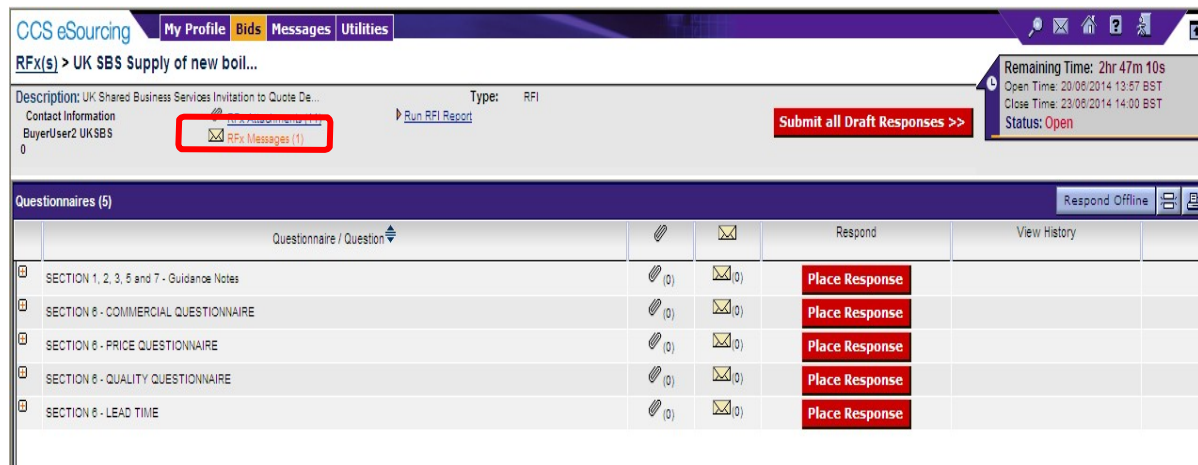 CCS eSourcing My Profile Bids Messages Utilities
RFx(s) > UK SBS Supply of new boil...
Remaining Time: 2hr 47m 10s
Open Time: 20/06/2014 13:57 BST
Close Time: 23/06/2014 14:00 BST
Status: Open
Description: UK Shared Business Services Invitation to Quote De... Type: RFI
Contact Information RFx Attachments (11) Run RFI Report
BuyerUser2 UKSBS RFx Messages (1)
0
Submit all Draft Responses >>
Questionnaires (5) Respond Offline
Questionnaire / Question Respond View History
SECTION 1, 2, 3, 5 and 7 - Guidance Notes (0) (0) Place Response
SECTION 6 - COMMERCIAL QUESTIONNAIRE (0) (0) Place Response
SECTION 6 - PRICE QUESTIONNAIRE (0) (0) Place Response
SECTION 6 - QUALITY QUESTIONNAIRE (0) (0) Place Response
SECTION 6 - LEAD TIME (0) (0) Place Response